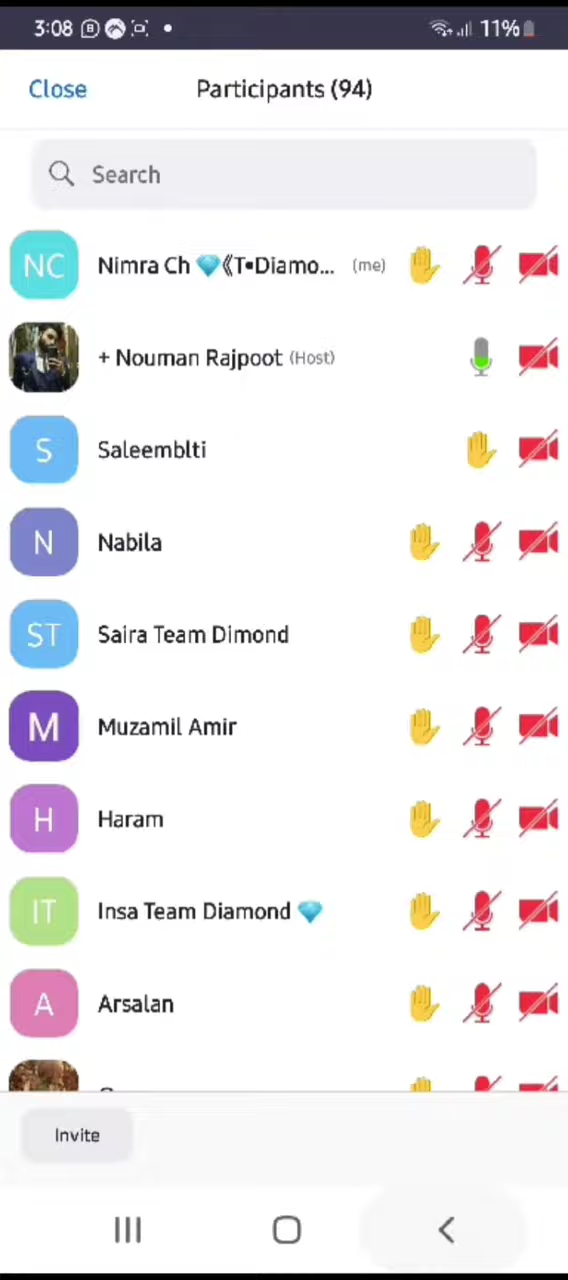 3:08 11%
Close Participants (94)
Search
NC Nimra Ch 💎《T▪Diamo... (me)
+ Nouman Rajpoot (Host)
S Saleemblti
N Nabila
ST Saira Team Dimond
M Muzamil Amir
H Haram
IT Insa Team Diamond 💎
A Arsalan
Invite